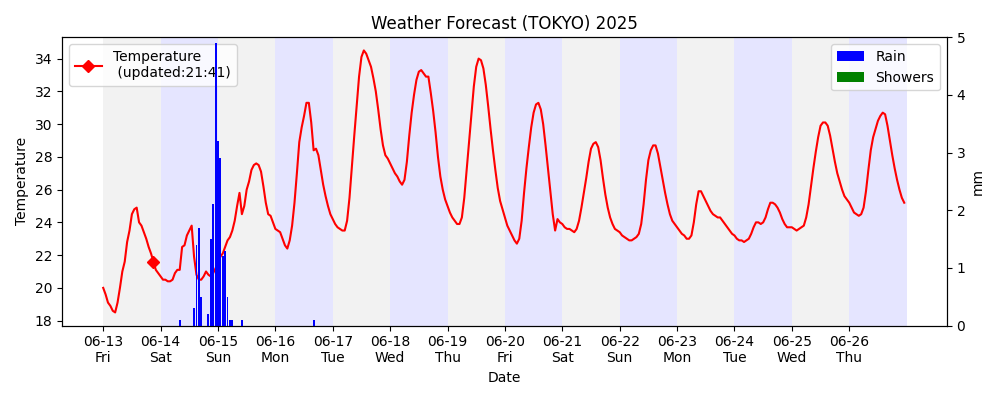 Weather Forecast (TOKYO) 2025
Temperature
(updated:21:41)
Rain
Showers
Temperature
34
32
30
28
26
24
22
20
18
5
4
3
2
1
0
mm
06-13 06-14 06-15 06-16 06-17 06-18 06-19 06-20 06-21 06-22 06-23 06-24 06-25 06-26
Fri Sat Sun Mon Tue Wed Thu Fri Sat Sun Mon Tue Wed Thu
Date